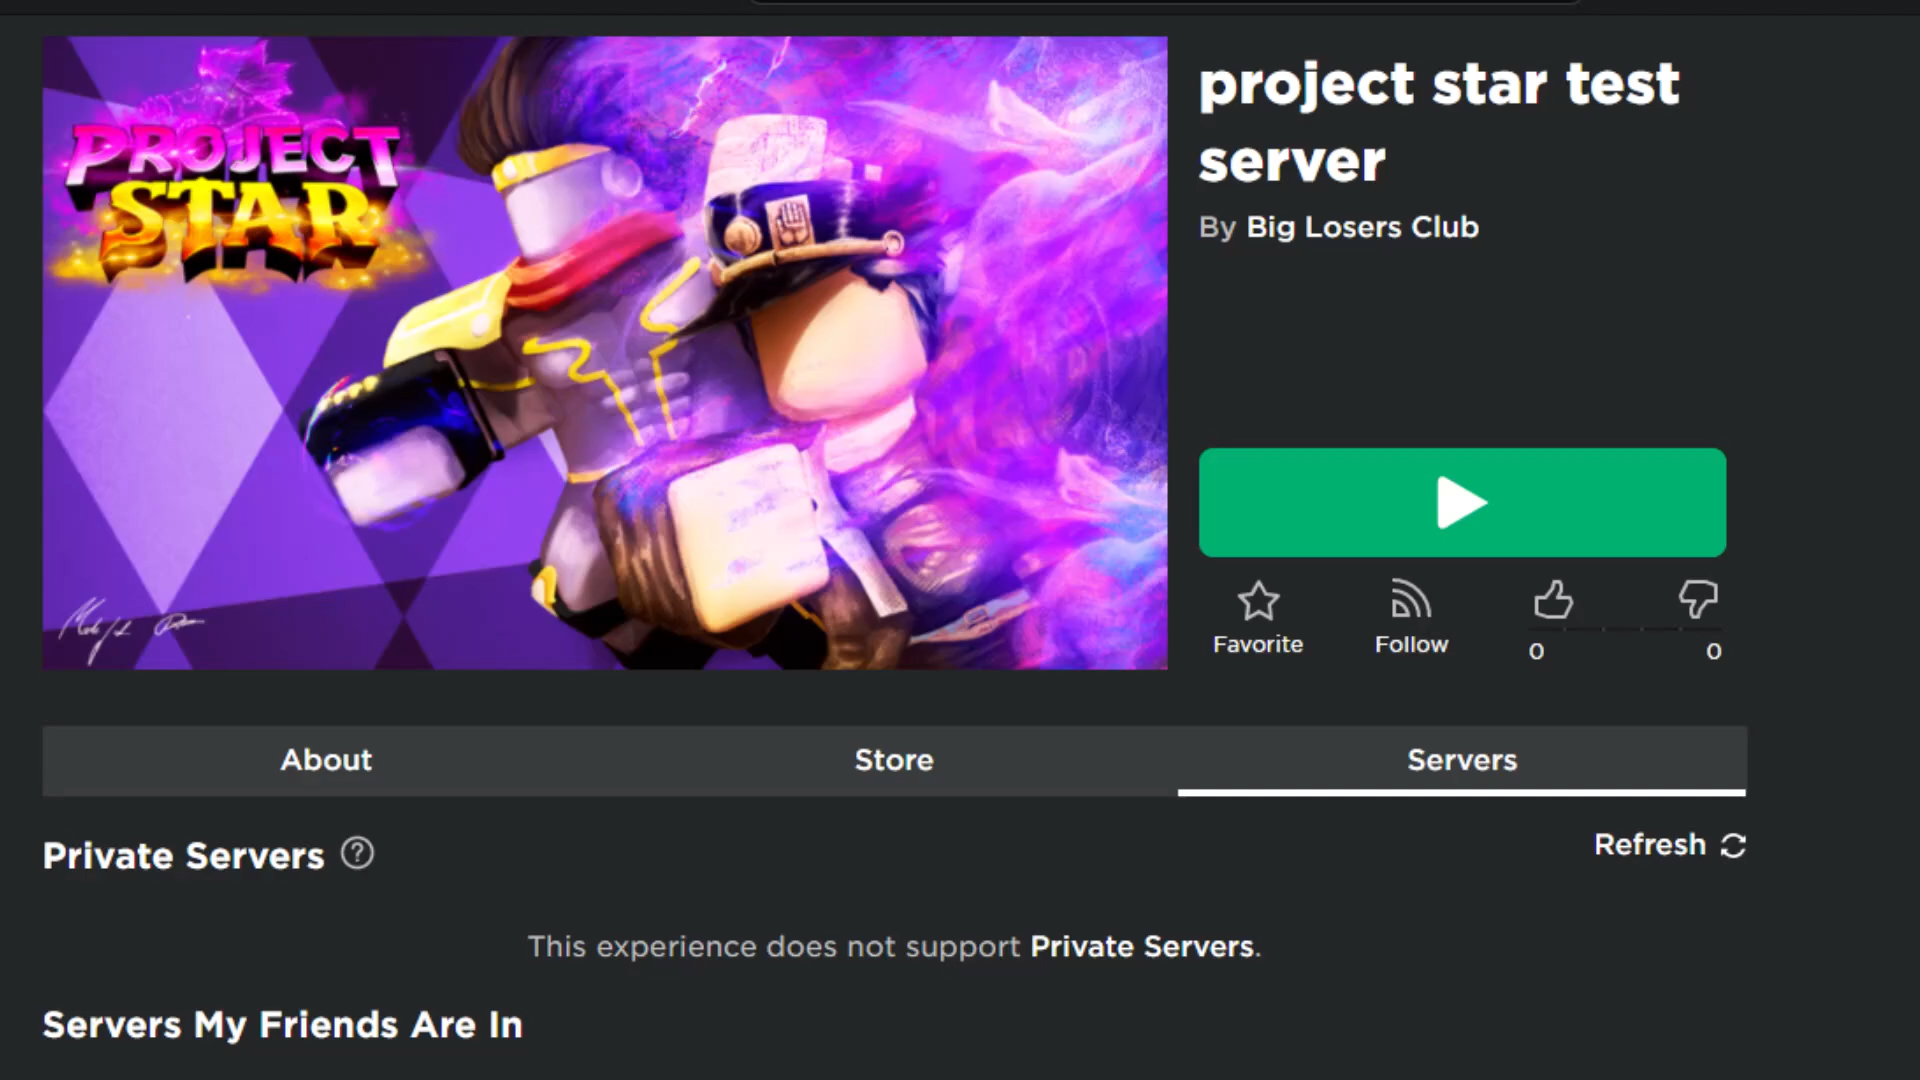 PROJECT
STAR
project star test
server
By Big Losers Club
Favorite
Follow
0
0
About
Store
Servers
Private Servers
Refresh
This experience does not support Private Servers.
Servers My Friends Are In